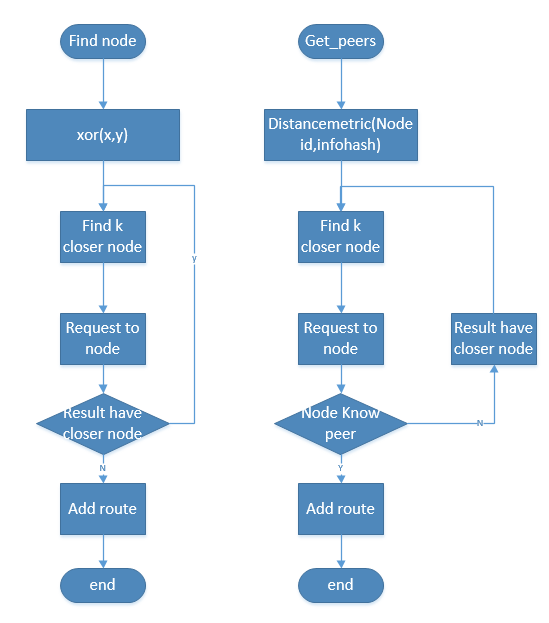 Find node
xor(x,y)
Find k
closer node
y
Request to
node
Result have
closer node
N
Add route
end
Get_peers
Distancemetric(Node
id,infohash)
Find k
closer node
Request to
node
Result have
closer node
Node Know
peer
N
Y
Add route
end